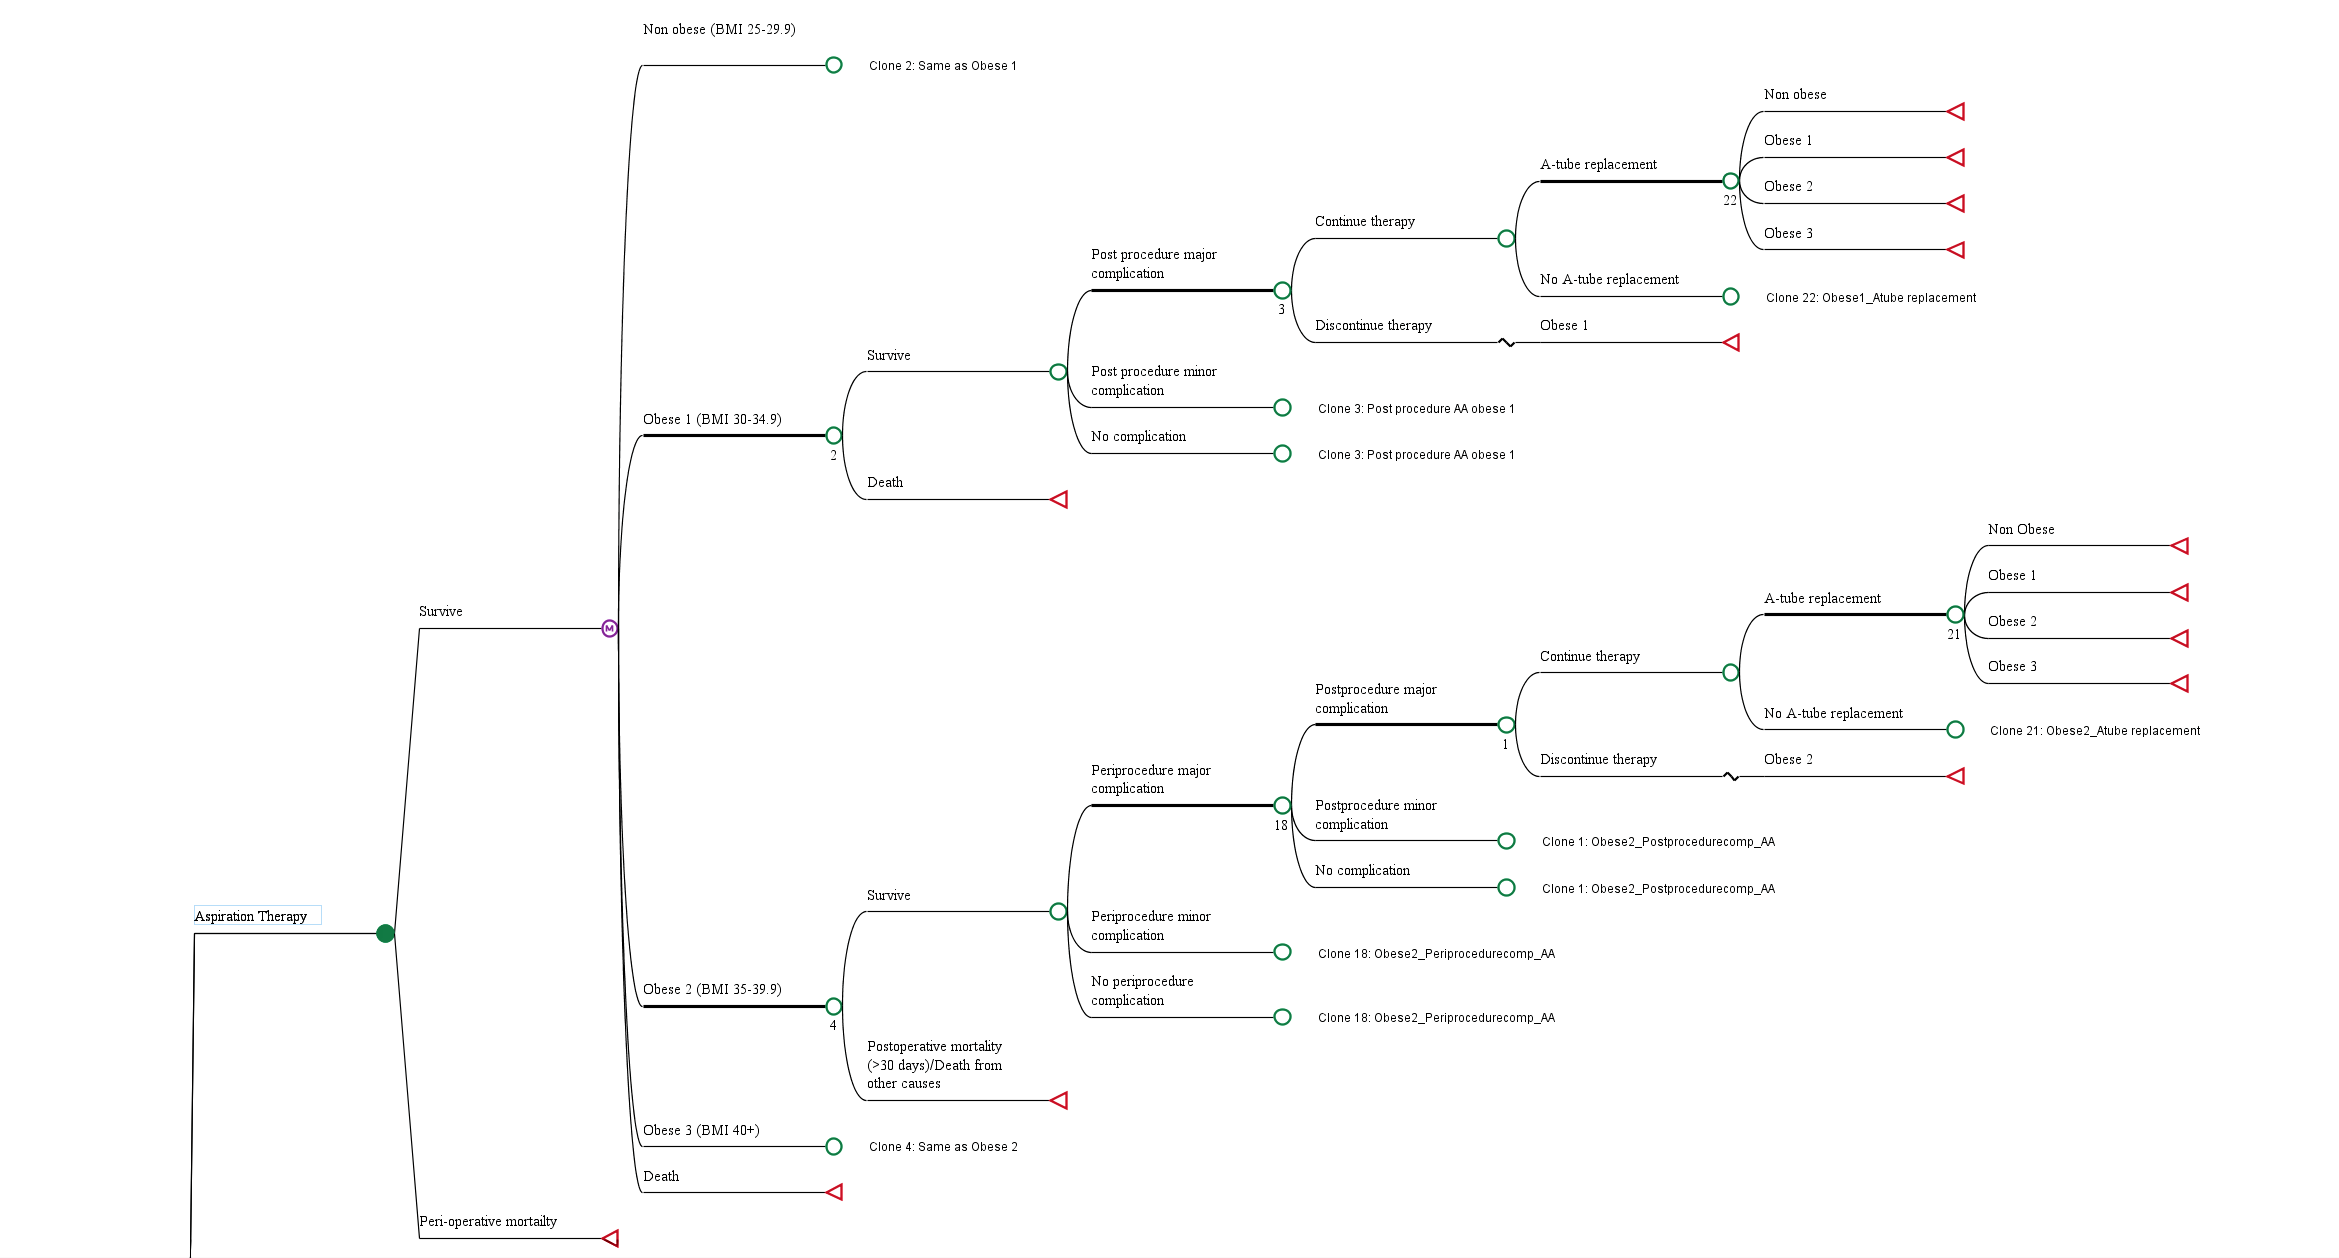 Non obese (BMI 25-29.9)
Clone 2: Same as Obese 1
Non obese
Obese 1
A-tube replacement
Obese 2
22
Continue therapy
Obese 3
Post procedure major
complication
No A-tube replacement
Clone 22: Obese1_Atube replacement
3
Discontinue therapy
Obese 1
Survive
Post procedure minor
complication
Clone 3: Post procedure AA obese 1
Obese 1 (BMI 30-34.9)
2
No complication
Clone 3: Post procedure AA obese 1
Death
Non Obese
Obese 1
A-tube replacement
Obese 2
21
Continue therapy
Obese 3
Survive
M
Postprocedure major
complication
No A-tube replacement
Clone 21: Obese2_Atube replacement
1
Discontinue therapy
Obese 2
Periprocedure major
complication
18
Postprocedure minor
complication
Clone 1: Obese2_Postprocedurecomp_AA
No complication
Clone 1: Obese2_Postprocedurecomp_AA
Survive
Aspiration Therapy
Periprocedure minor
complication
Clone 18: Obese2_Periprocedurecomp_AA
Obese 2 (BMI 35-39.9)
4
No periprocedure
complication
Clone 18: Obese2_Periprocedurecomp_AA
Postoperative mortality
(>30 days)/Death from
other causes
Obese 3 (BMI 40+)
Clone 4: Same as Obese 2
Death
Peri-operative mortailty